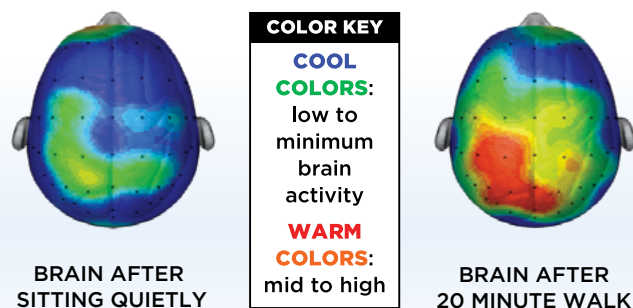 COLOR KEY
COOL
COLORS:
low to
minimum
brain
activity
WARM
COLORS:
mid to high
BRAIN AFTER
SITTING QUIETLY
BRAIN AFTER
20 MINUTE WALK